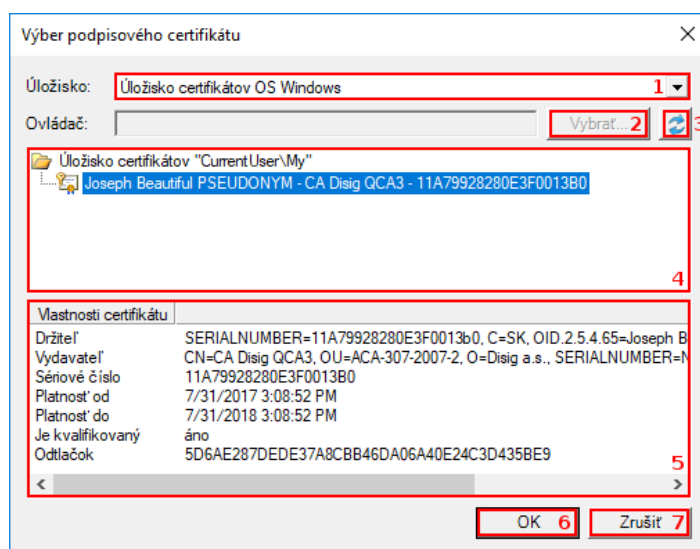 Výber podpisového certifikátu
Úložisko: Úložisko certifikátov OS Windows 1
Ovládač: Vybrať... 2 3
Úložisko certifikátov "CurrentUser\My"
Joseph Beautiful PSEUDONYM - CA Disig QCA3 - 11A79928280E3F0013B0
4
Vlastnosti certifikátu
Držiteľ SERIALNUMBER=11A79928280E3F0013b0, C=SK, OID.2.5.4.65=Joseph B
Vydavateľ CN=CA Disig QCA3, OU=ACA-307-2007-2, O=Disig a.s., SERIALNUMBER=N
Sériové číslo 11A79928280E3F0013B0
Platnosť od 7/31/2017 3:08:52 PM
Platnosť do 7/31/2018 3:08:52 PM
Je kvalifikovaný áno
Odtlačok 5D6AE287DEDE37A8CBB46DA06A40E24C3D435BE9
5
OK 6 Zrušiť 7